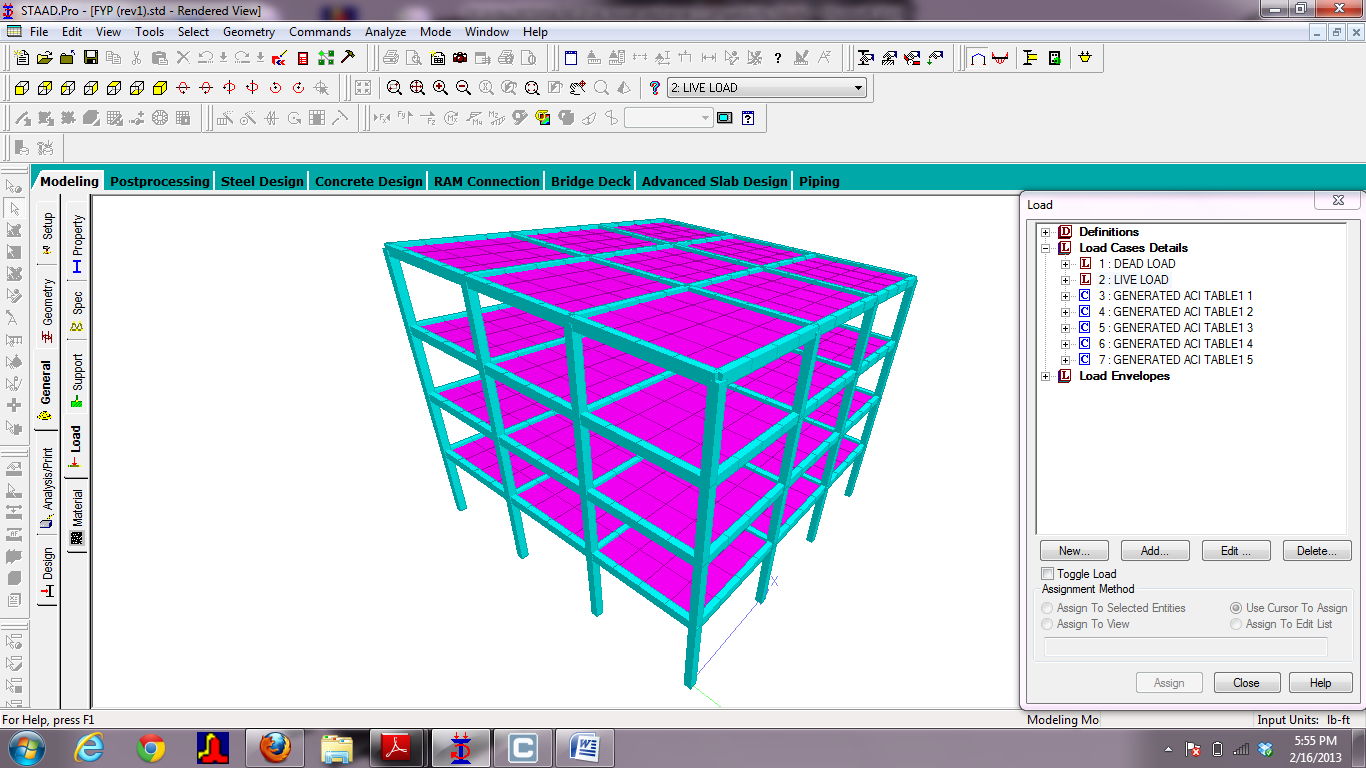 STAAD.Pro - [FYP (rev1).std - Rendered View]
File Edit View Tools Select Geometry Commands Analyze Mode Window Help
2: LIVE LOAD
Modeling Postprocessing Steel Design Concrete Design RAM Connection Bridge Deck Advanced Slab Design Piping
Setup
Geometry
General
Analysis/Print
Design
Property
Spec
Support
Load
Material
X
Load
Definitions
Load Cases Details
1 : DEAD LOAD
2 : LIVE LOAD
3 : GENERATED ACI TABLE1 1
4 : GENERATED ACI TABLE1 2
5 : GENERATED ACI TABLE1 3
6 : GENERATED ACI TABLE1 4
7 : GENERATED ACI TABLE1 5
Load Envelopes
New... Add... Edit ... Delete...
Toggle Load
Assignment Method
Assign To Selected Entities Use Cursor To Assign
Assign To View Assign To Edit List
Assign Close Help
For Help, press F1 Modeling Mo Input Units: lb-ft
5:55 PM
2/16/2013